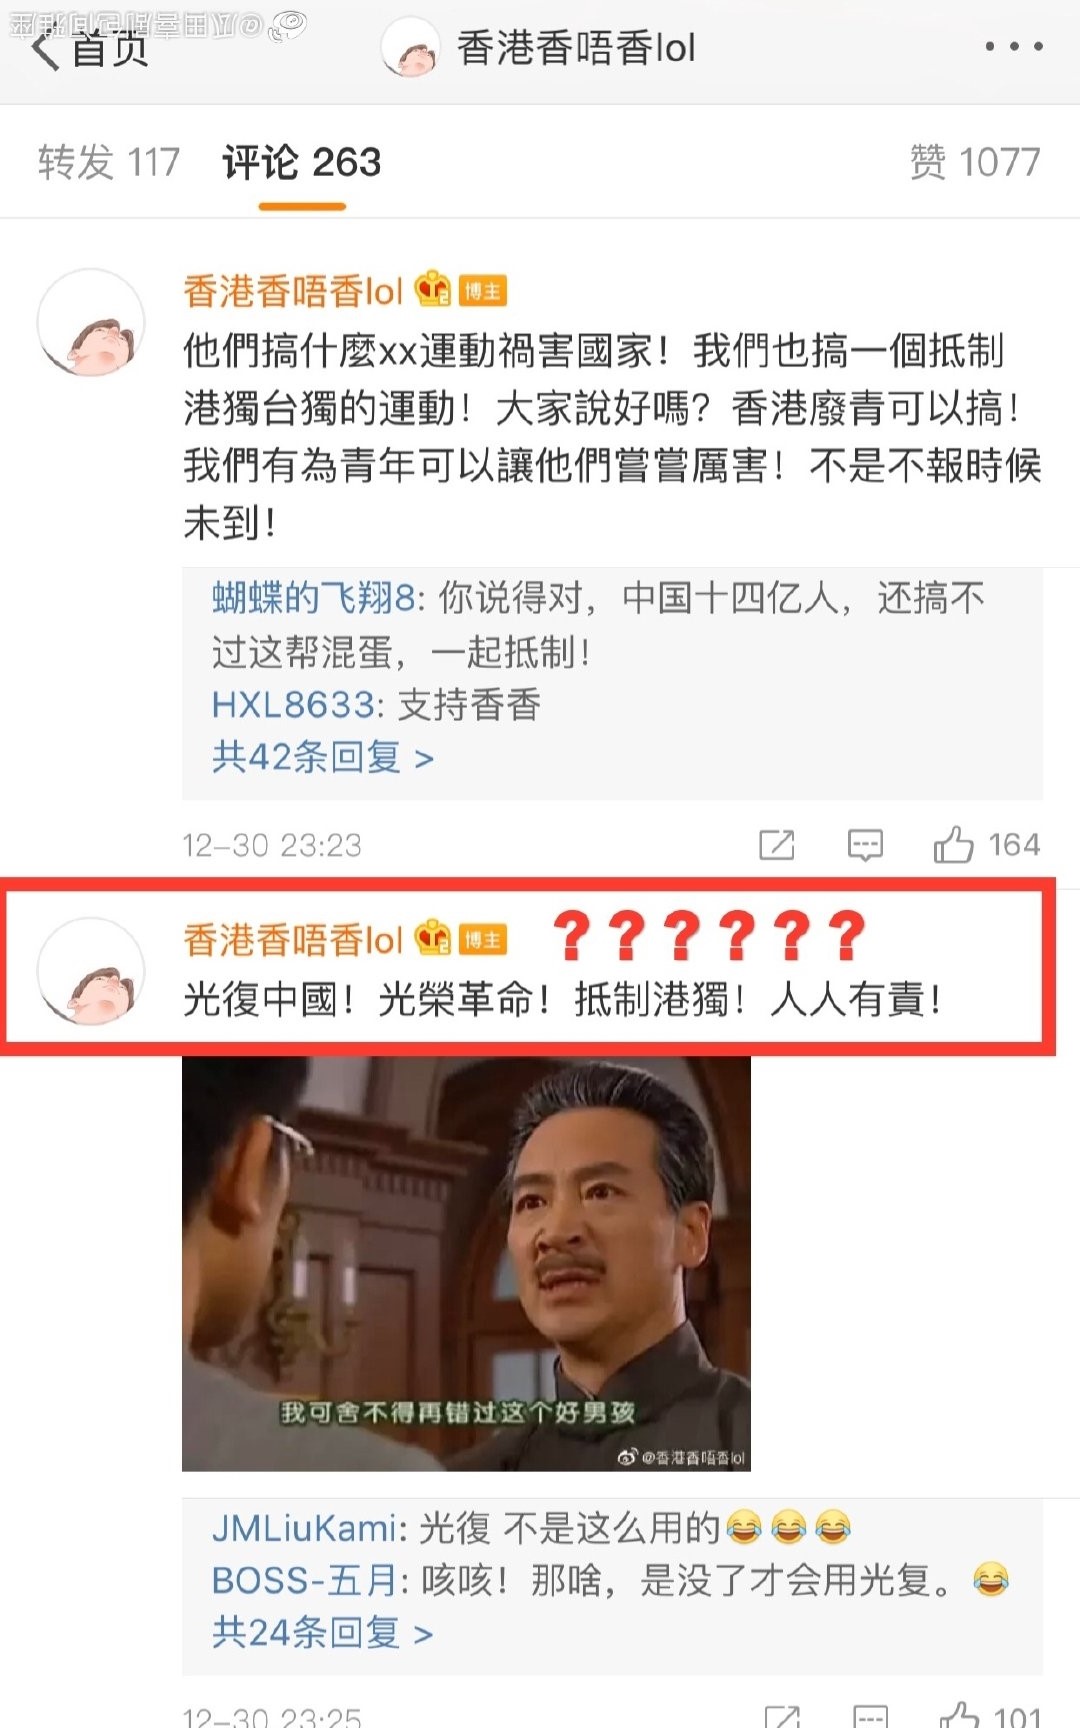 首页
香港香唔香lol
转发 117
评论 263
赞 1077
香港香唔香lol 博主
他們搞什麼xx運動禍害國家！我們也搞一個抵制
港獨台獨的運動！大家說好嗎？香港廢青可以搞！
我們有為青年可以讓他們嘗嘗厲害！不是不報時候
未到！
蝴蝶的飞翔8: 你说得对，中国十四亿人，还搞不
过这帮混蛋，一起抵制！
HXL8633: 支持香香
共42条回复 >
12-30 23:23
164
香港香唔香lol 博主 ？？？？？？
光復中國！光榮革命！抵制港獨！人人有責！
我可舍不得再错过这个好男孩
@香港香唔香lol
JMLiuKami: 光復 不是这么用的😂😂😂
BOSS-五月: 咳咳！那啥，是没了才会用光复。😂
共24条回复 >
12-30 23:25
101